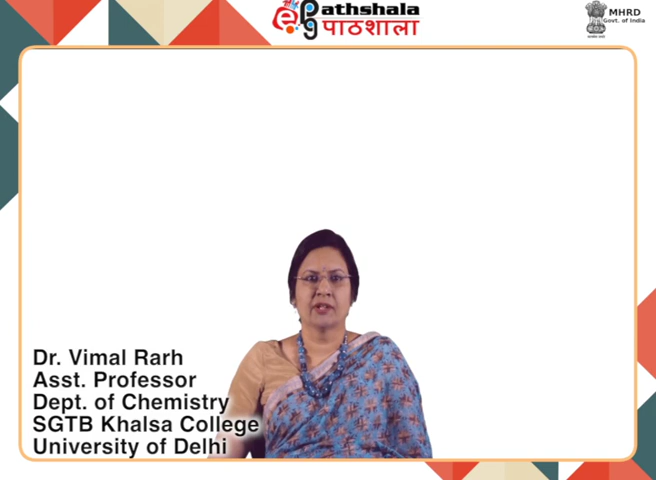 ePathshala
पाठशाला
MHRD
Govt. of India
Dr. Vimal Rarh
Asst. Professor
Dept. of Chemistry
SGTB Khalsa College
University of Delhi